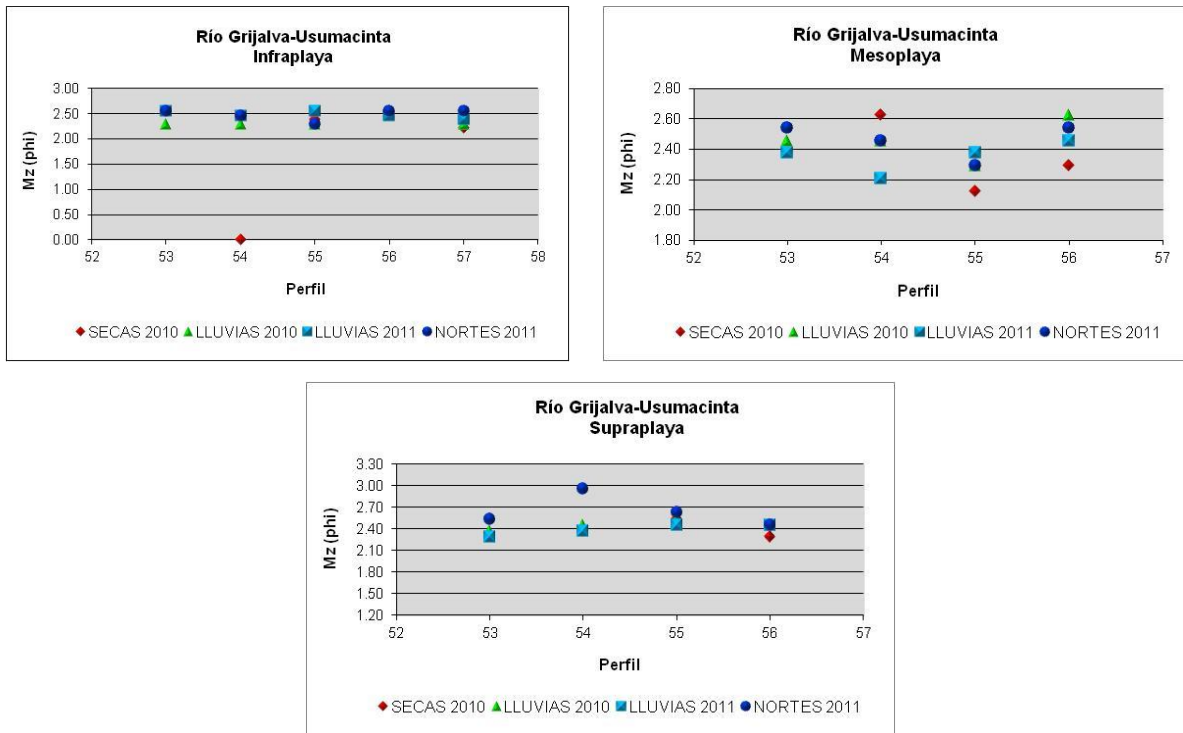 Río Grijalva-Usumacinta
Infraplaya
Mz (phi)
3.00
2.50
2.00
1.50
1.00
0.50
0.00
52 53 54 55 56 57 58
Perfil
SECAS 2010 LLUVIAS 2010 LLUVIAS 2011 NORTES 2011
Río Grijalva-Usumacinta
Mesoplaya
Mz (phi)
2.80
2.60
2.40
2.20
2.00
1.80
52 53 54 55 56 57
Perfil
SECAS 2010 LLUVIAS 2010 LLUVIAS 2011 NORTES 2011
Río Grijalva-Usumacinta
Supraplaya
Mz (phi)
3.30
3.00
2.70
2.40
2.10
1.80
1.50
1.20
52 53 54 55 56 57
Perfil
SECAS 2010 LLUVIAS 2010 LLUVIAS 2011 NORTES 2011